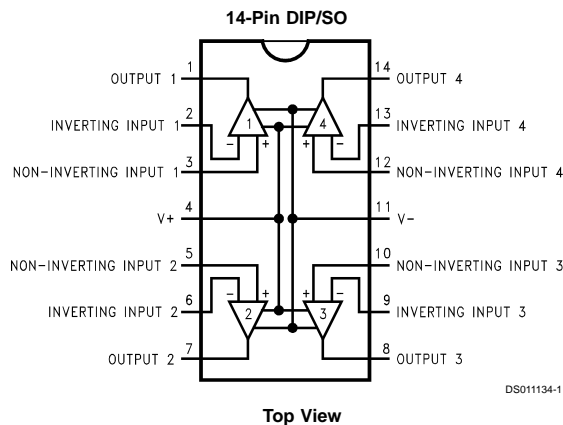 14-Pin DIP/SO
1 14
OUTPUT 1 OUTPUT 4
2 13
INVERTING INPUT 1 1 4 INVERTING INPUT 4
- + + -
3 12
NON-INVERTING INPUT 1 NON-INVERTING INPUT 4
4 11
V+ V-
5 10
NON-INVERTING INPUT 2 NON-INVERTING INPUT 3
- + + -
6 9
INVERTING INPUT 2 2 3 INVERTING INPUT 3
7 8
OUTPUT 2 OUTPUT 3
DS011134-1
Top View